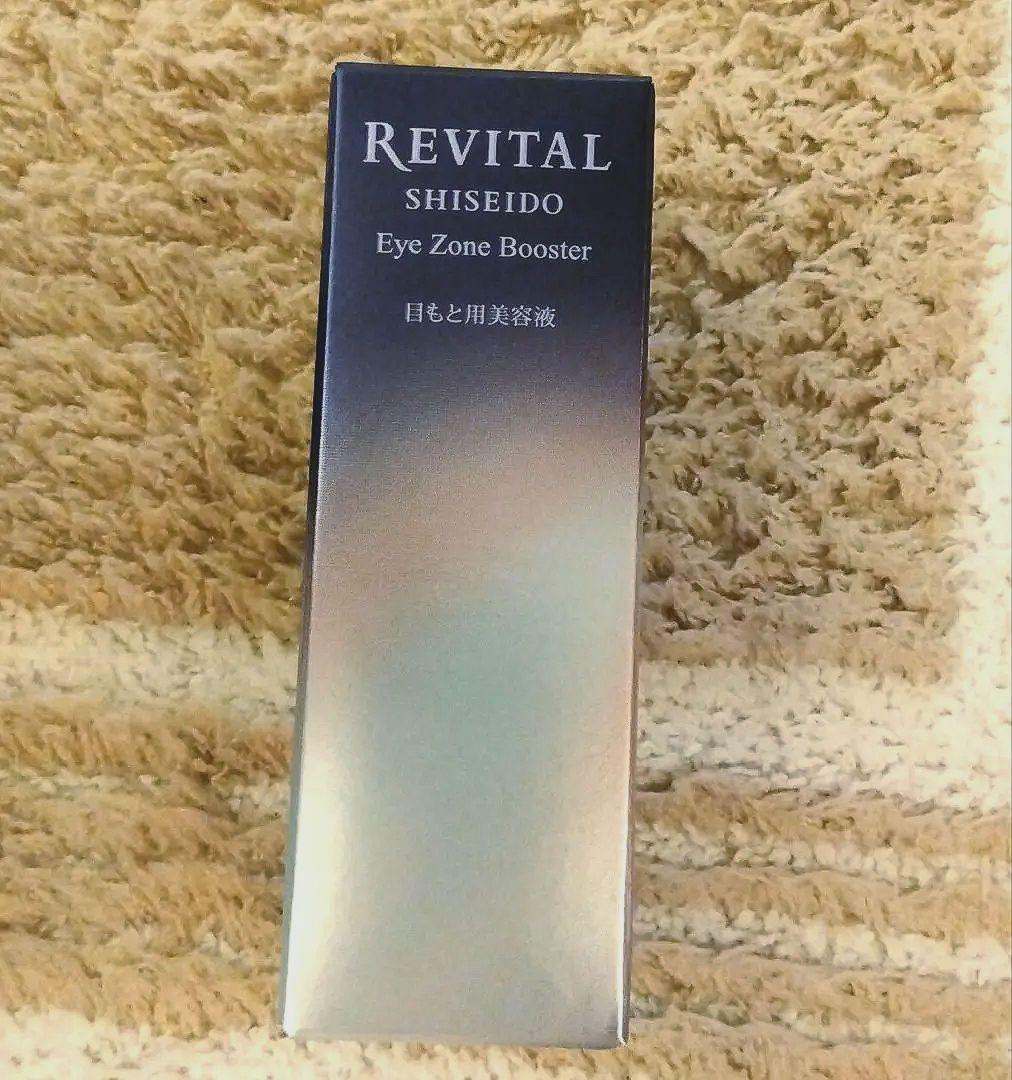 REVITAL
SHISEIDO
Eye Zone Booster
目もと用美容液